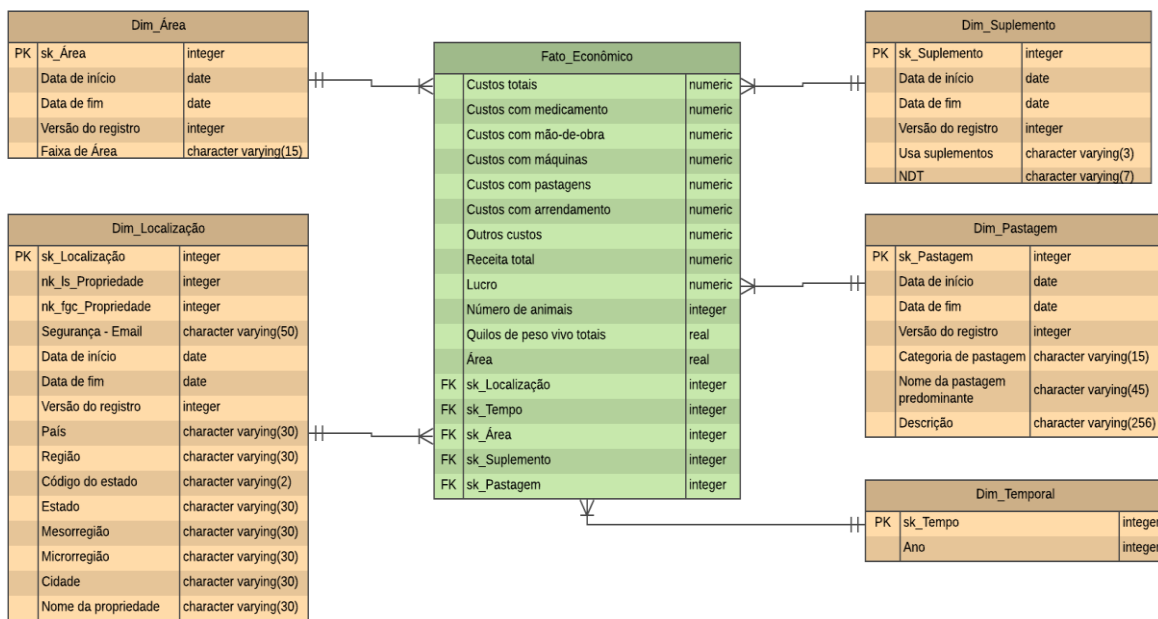 Dim_Área
PK sk_Área integer
Data de início date
Data de fim date
Versão do registro integer
Faixa de Área character varying(15)
Dim_Localização
PK sk_Localização integer
nk_ls_Propriedade integer
nk_fgc_Propriedade integer
Segurança - Email character varying(50)
Data de início date
Data de fim date
Versão do registro integer
País character varying(30)
Região character varying(30)
Código do estado character varying(2)
Estado character varying(30)
Mesorregião character varying(30)
Microrregião character varying(30)
Cidade character varying(30)
Nome da propriedade character varying(30)
Fato_Econômico
Custos totais numeric
Custos com medicamento numeric
Custos com mão-de-obra numeric
Custos com máquinas numeric
Custos com pastagens numeric
Custos com arrendamento numeric
Outros custos numeric
Receita total numeric
Lucro numeric
Número de animais integer
Quilos de peso vivo totais real
Área real
FK sk_Localização integer
FK sk_Tempo integer
FK sk_Área integer
FK sk_Suplemento integer
FK sk_Pastagem integer
Dim_Suplemento
PK sk_Suplemento integer
Data de início date
Data de fim date
Versão do registro integer
Usa suplementos character varying(3)
NDT character varying(7)
Dim_Pastagem
PK sk_Pastagem integer
Data de início date
Data de fim date
Versão do registro integer
Categoria de pastagem character varying(15)
Nome da pastagem
predominante character varying(45)
Descrição character varying(256)
Dim_Temporal
PK sk_Tempo integer
Ano integer